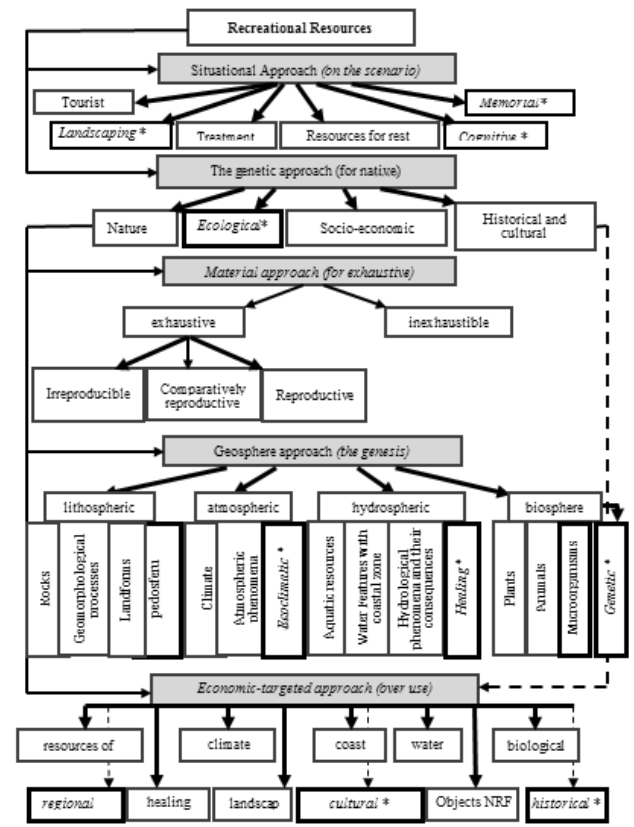 Recreational Resources
Situational Approach (on the scenario)
Tourist
Memorial*
Landscaping *
Treatment
Resources for rest
Cognitive *
The genetic approach (for native)
Nature
Ecological*
Socio-economic
Historical and
cultural
Material approach (for exhaustive)
exhaustive
inexhaustible
Irreproducible
Comparatively
reproductive
Reproductive
Geosphere approach (the genesis)
lithospheric
atmospheric
hydrospheric
biosphere
Rocks
Geomorphological
processes
Landforms
pedosferu
Climate
Atmospheric
phenomena
Exoclimatic *
Aquatic resources
Water Features with
coastal zone
Hydrological
phenomena and their
consequences
Healing *
Plants
Animals
Microorganisms
Genetic *
Economic-targeted approach (over use)
resources of
climate
coast
water
biological
regional
healing
landscap
cultural *
Objects NRF
historical *